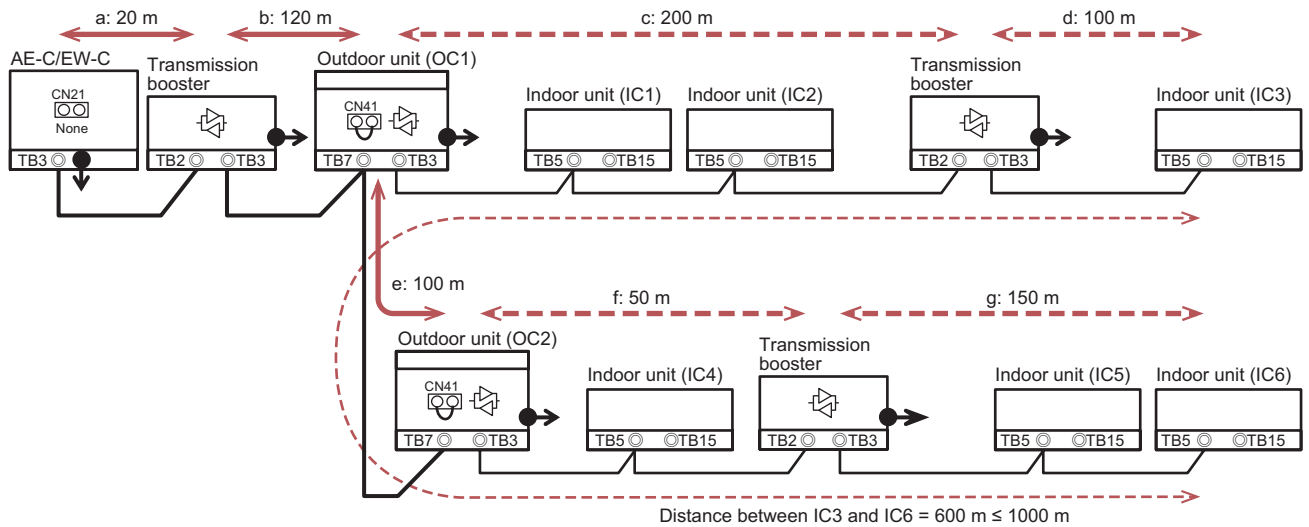 a: 20 m
b: 120 m
c: 200 m
d: 100 m
AE-C/EW-C
CN21
None
TB3
Transmission
booster
TB2
TB3
Outdoor unit (OC1)
CN41
TB7
TB3
Indoor unit (IC1)
TB5
TB15
Indoor unit (IC2)
TB5
TB15
Transmission
booster
TB2
TB3
Indoor unit (IC3)
TB5
TB15
e: 100 m
f: 50 m
g: 150 m
Outdoor unit (OC2)
CN41
TB7
TB3
Indoor unit (IC4)
TB5
TB15
Transmission
booster
TB2
TB3
Indoor unit (IC5)
TB5
TB15
Indoor unit (IC6)
TB5
TB15
Distance between IC3 and IC6 = 600 m ≤ 1000 m